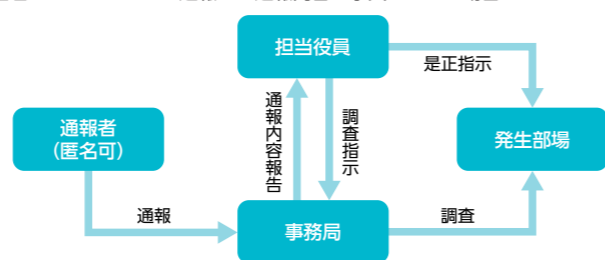 担当役員
是正指示
通報者
(匿名可)
通報内容報告
調査指示
発生部場
通報
事務局
調査